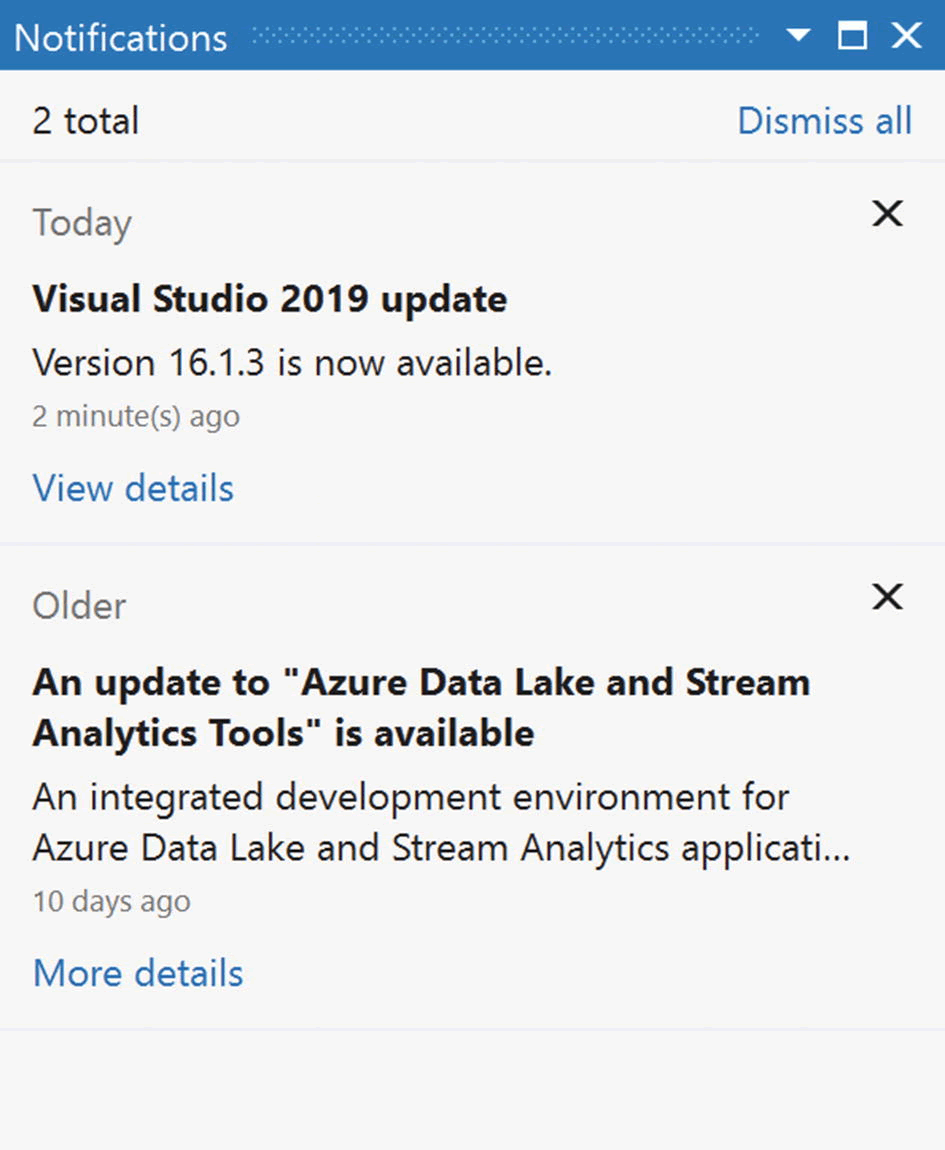 Notifications
2 total
Dismiss all
Today
Visual Studio 2019 update
Version 16.1.3 is now available.
2 minute(s) ago
View details
Older
An update to "Azure Data Lake and Stream
Analytics Tools" is available
An integrated development environment for
Azure Data Lake and Stream Analytics applicati...
10 days ago
More details